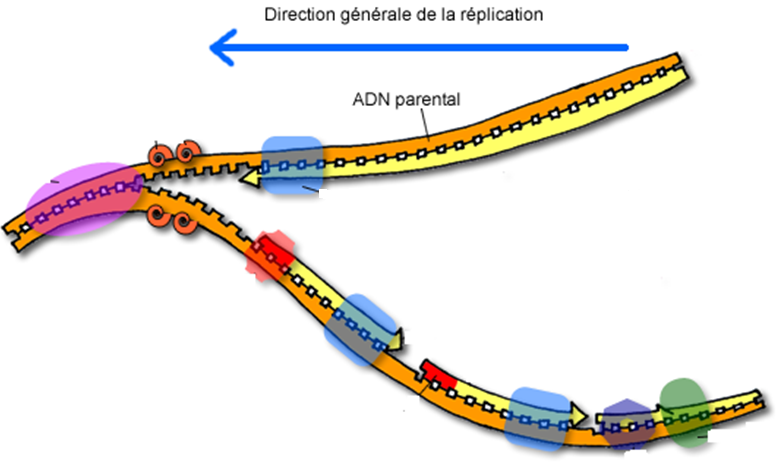 Direction générale de la réplication
ADN parental